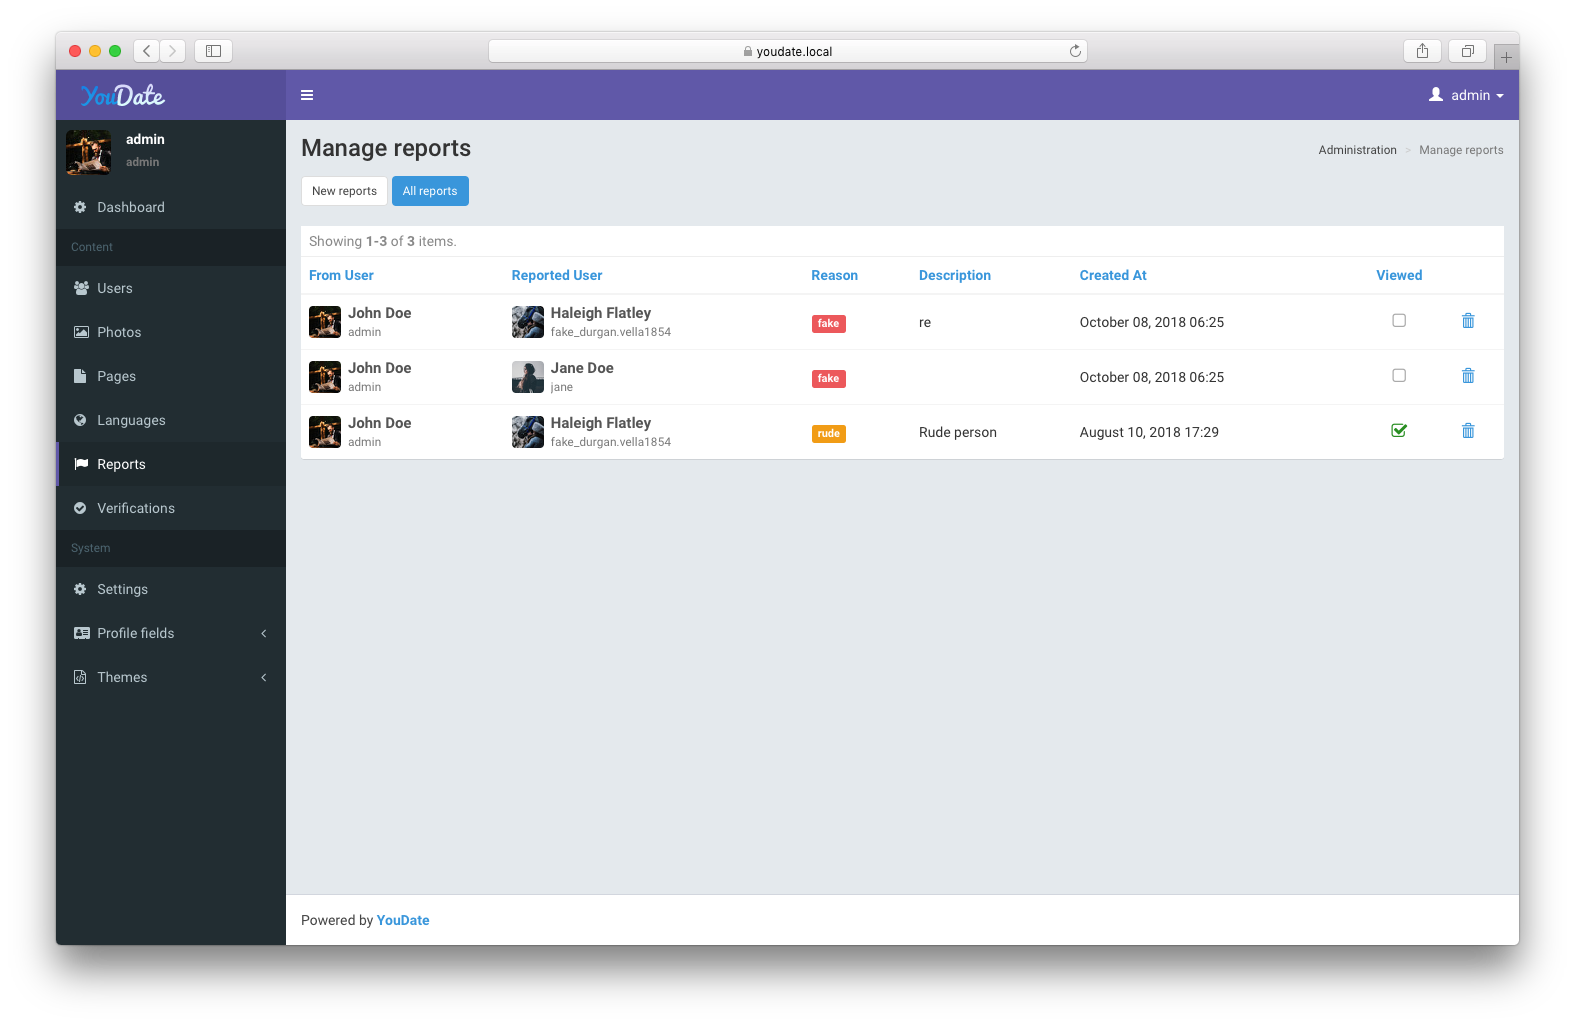 youdate.local
YouDate
admin
admin
admin
Dashboard
Content
Users
Photos
Pages
Languages
Reports
Verifications
System
Settings
Profile fields
Themes
Manage reports
Administration > Manage reports
New reports All reports
Showing 1-3 of 3 items.
From User Reported User Reason Description Created At Viewed
John Doe Haleigh Flatley
admin fake_durgan.vella1854 fake re October 08, 2018 06:25
John Doe Jane Doe
admin jane fake October 08, 2018 06:25
John Doe Haleigh Flatley
admin fake_durgan.vella1854 rude Rude person August 10, 2018 17:29
Powered by YouDate